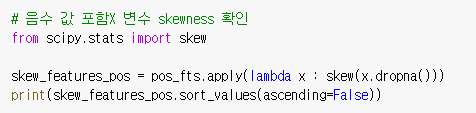 # 음수 값 포함X 변수 skewness 확인
from scipy.stats import skew

skew_features_pos = pos_fts.apply(lambda x : skew(x.dropna()))
print(skew_features_pos.sort_values(ascending=False))